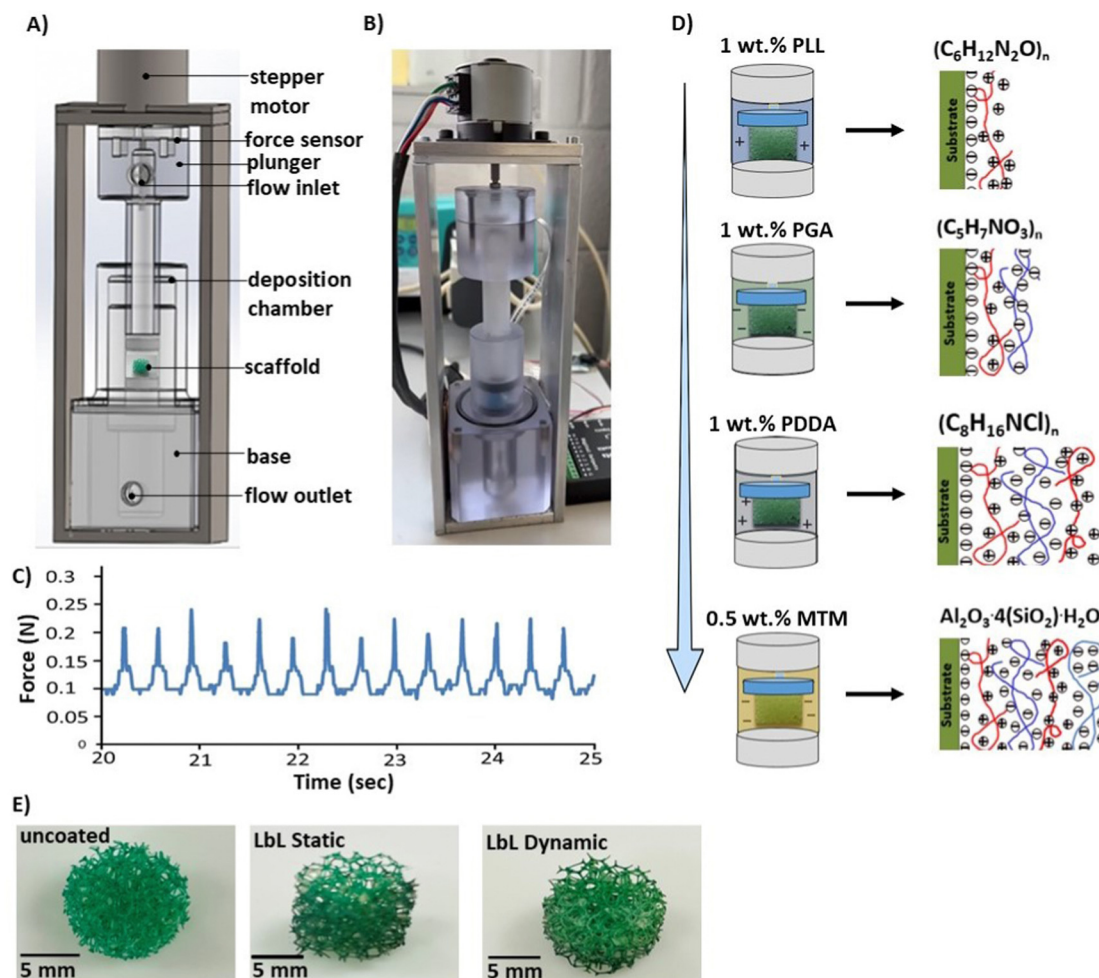 A)
stepper
motor
force sensor
plunger
flow inlet
deposition
chamber
scaffold
base
flow outlet
B)
C)
0.3
0.25
0.2
0.15
0.1
0.05
0
Force (N)
20
21
22
23
24
25
Time (sec)
D)
1 wt.% PLL
+ +
(C₆H₁₂N₂O)ₙ
Substrate
1 wt.% PGA
(C₅H₇NO₃)ₙ
Substrate
1 wt.% PDDA
(C₈H₁₆NCl)ₙ
Substrate
0.5 wt.% MTM
Al₂O₃·4(SiO₂)·H₂O
Substrate
E)
uncoated
5 mm
LbL Static
5 mm
LbL Dynamic
5 mm